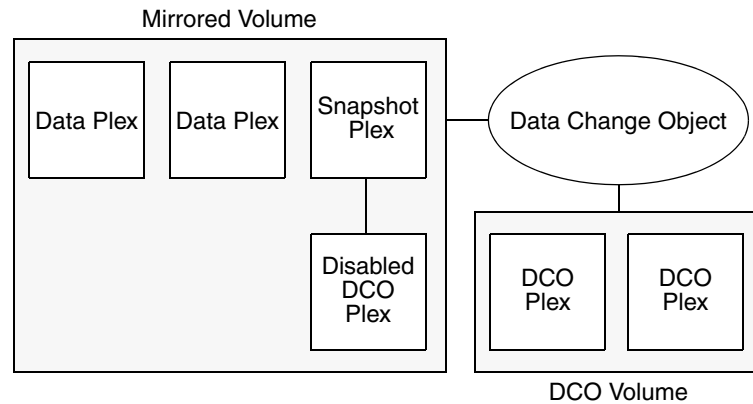 Mirrored Volume
Data Plex
Data Plex
Snapshot
Plex
Data Change Object
Disabled
DCO
Plex
DCO
Plex
DCO
Plex
DCO Volume